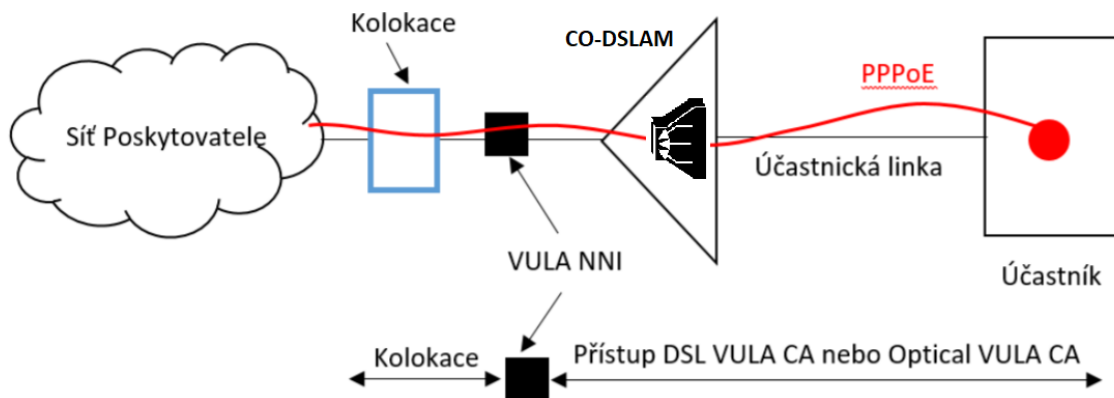 Kolokace
CO-DSLAM
PPPoE
Síť Poskytovatele
Účastnická linka
VULA NNI
Účastník
Kolokace
Přístup DSL VULA CA nebo Optical VULA CA